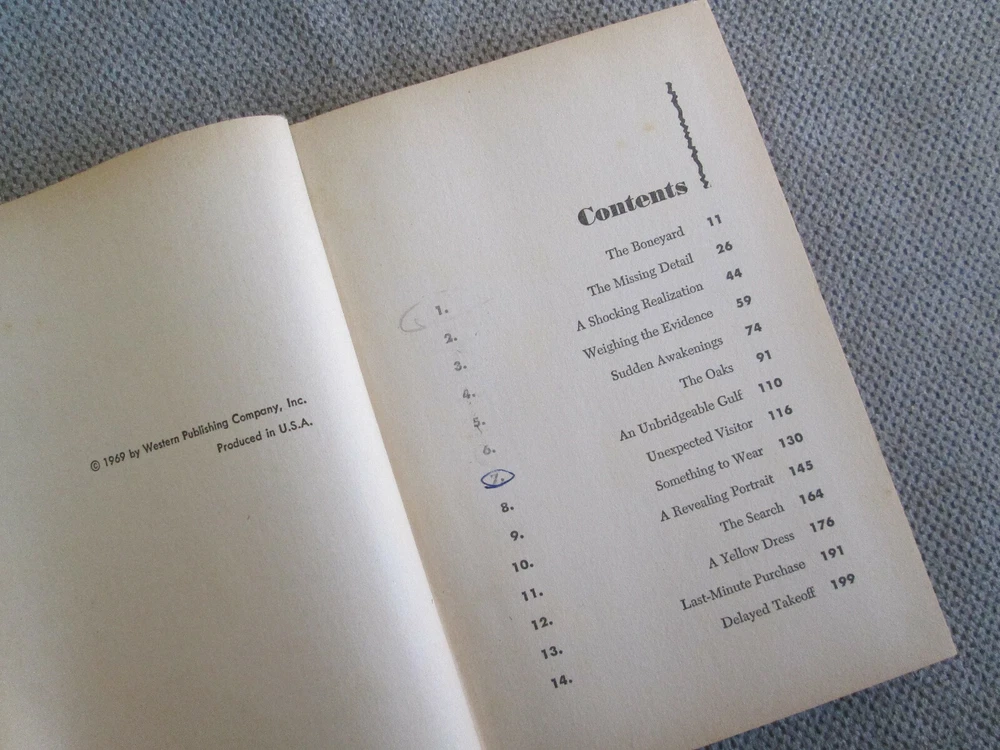 © 1969 by Western Publishing Company, Inc.
Produced in U.S.A.
Contents
1. The Boneyard 11
2. The Missing Detail 26
3. A Shocking Realization 44
4. Weighing the Evidence 59
5. Sudden Awakenings 74
6. The Oaks 91
7. An Unbridgeable Gulf 110
8. Unexpected Visitor 116
9. Something to Wear 130
10. A Revealing Portrait 145
11. The Search 164
12. A Yellow Dress 176
13. Last-Minute Purchase 191
14. Delayed Takeoff 199